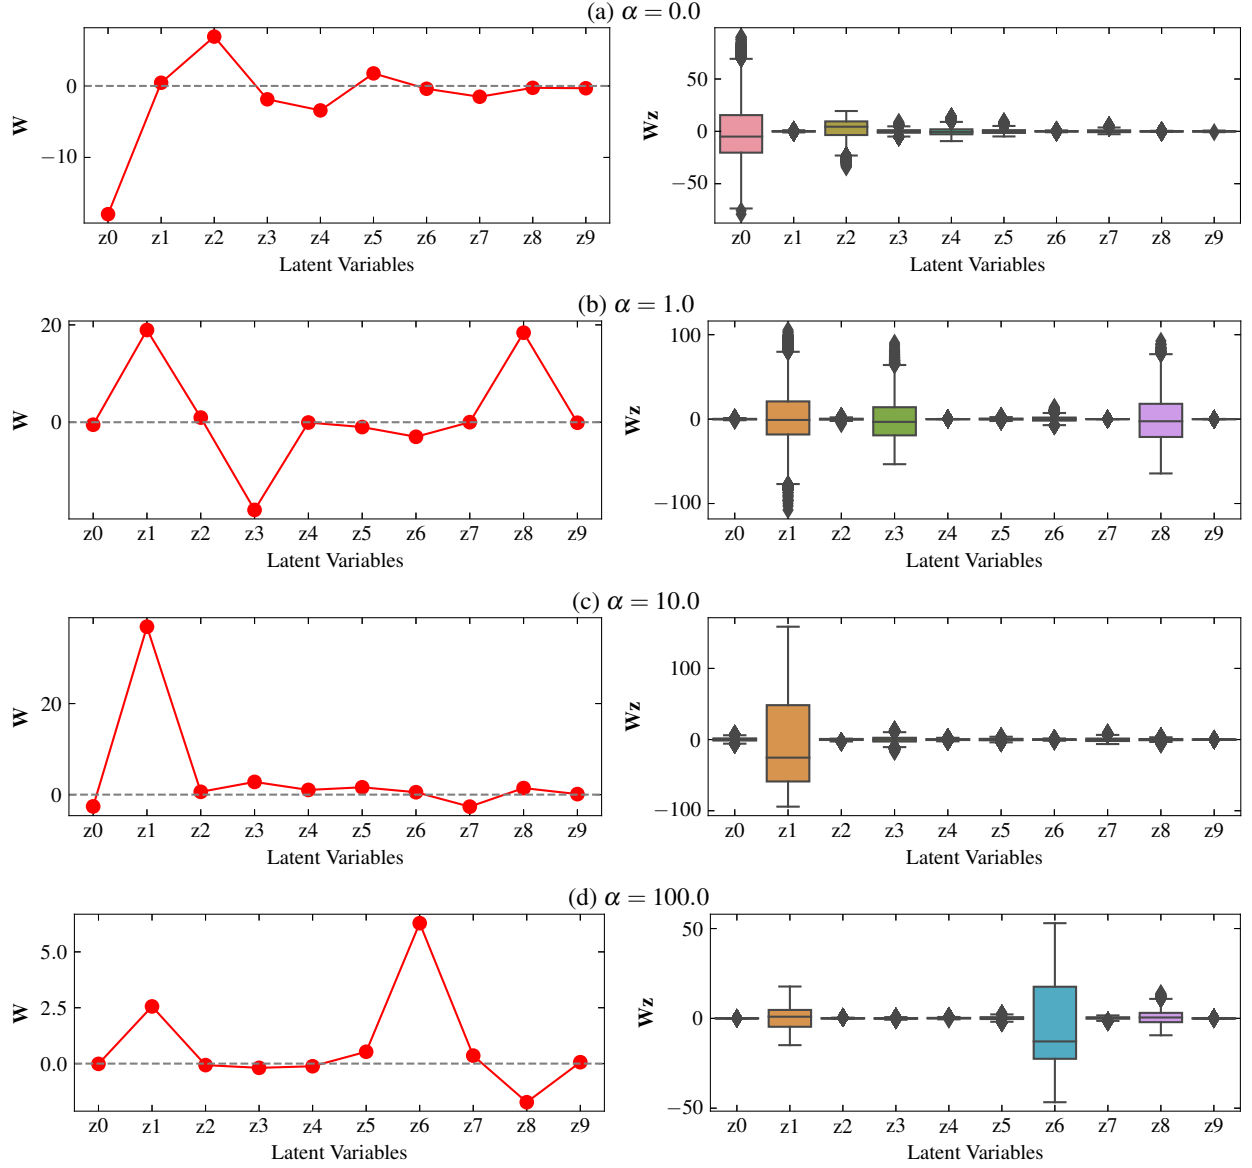 (a) α = 0.0
0
−10
W
z0 z1 z2 z3 z4 z5 z6 z7 z8 z9
Latent Variables
50
0
−50
Wz
z0 z1 z2 z3 z4 z5 z6 z7 z8 z9
Latent Variables
(b) α = 1.0
20
0
W
z0 z1 z2 z3 z4 z5 z6 z7 z8 z9
Latent Variables
100
0
−100
Wz
z0 z1 z2 z3 z4 z5 z6 z7 z8 z9
Latent Variables
(c) α = 10.0
20
0
W
z0 z1 z2 z3 z4 z5 z6 z7 z8 z9
Latent Variables
100
0
−100
Wz
z0 z1 z2 z3 z4 z5 z6 z7 z8 z9
Latent Variables
(d) α = 100.0
5.0
2.5
0.0
W
z0 z1 z2 z3 z4 z5 z6 z7 z8 z9
Latent Variables
50
0
−50
Wz
z0 z1 z2 z3 z4 z5 z6 z7 z8 z9
Latent Variables